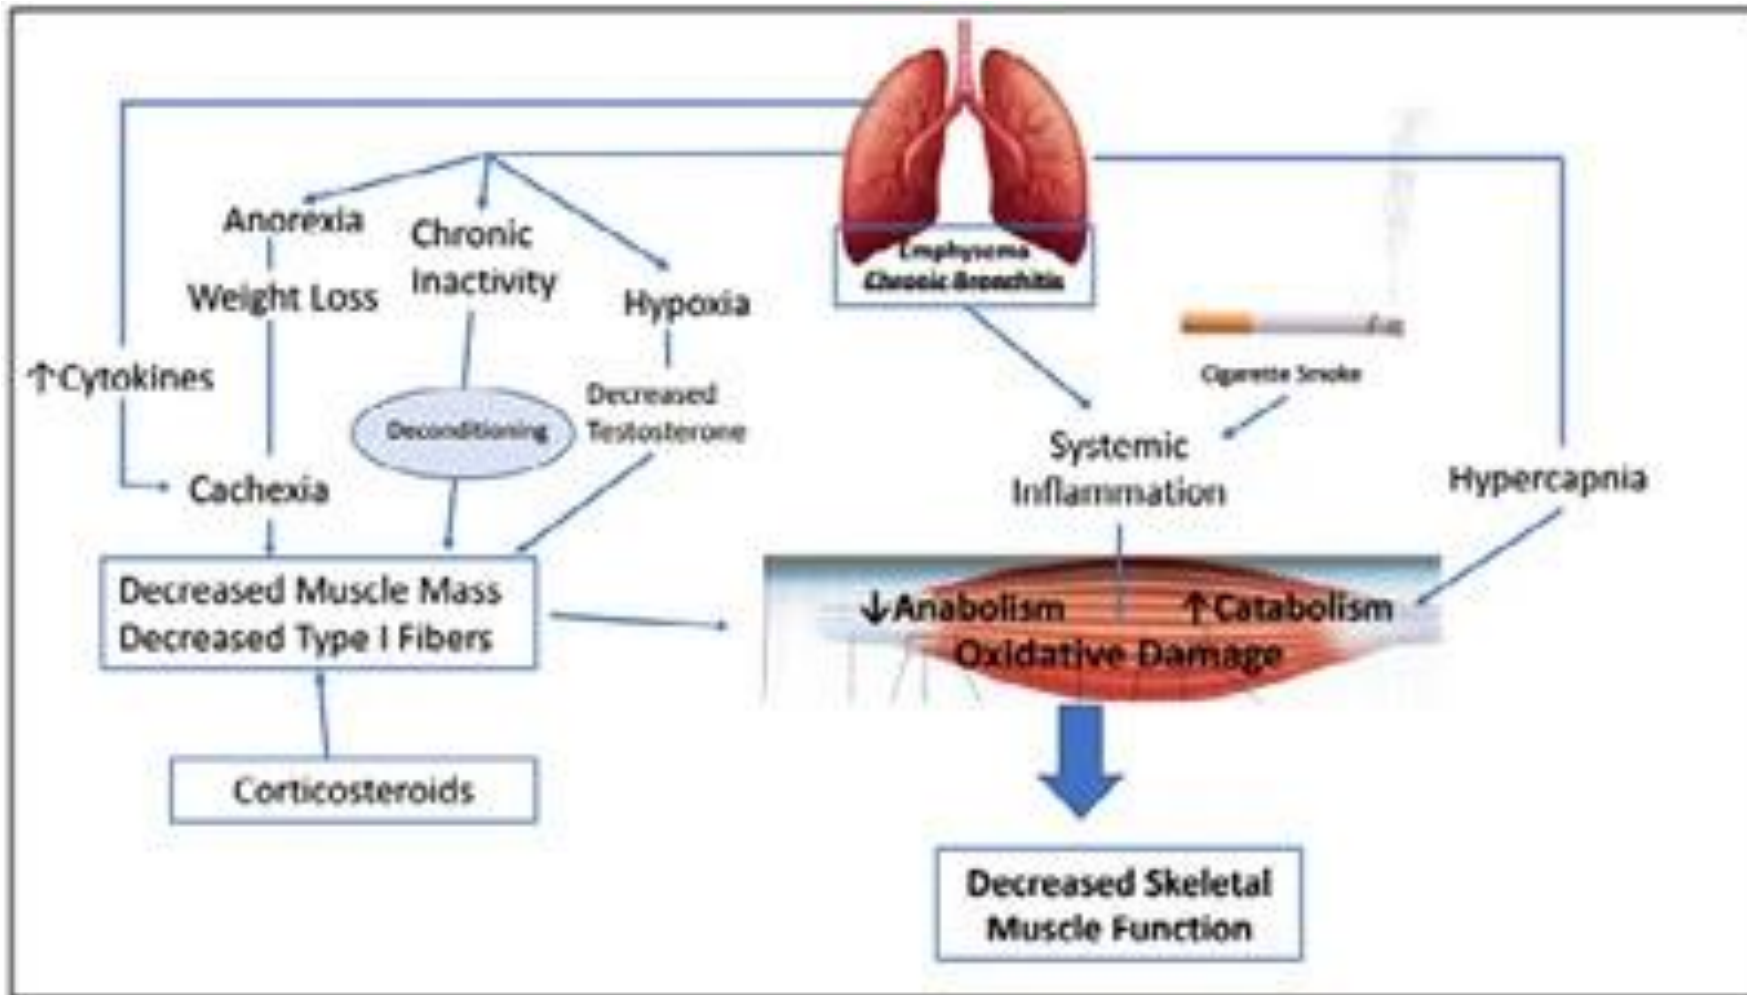 Emphysema
Chronic Bronchitis
Anorexia
Weight Loss
Chronic
Inactivity
Hypoxia
↑Cytokines
Deconditioning
Decreased
Testosterone
Cachexia
Cigarette Smoke
Systemic
Inflammation
Hypercapnia
Decreased Muscle Mass
Decreased Type I Fibers
↓Anabolism
↑Catabolism
Oxidative Damage
Corticosteroids
Decreased Skeletal
Muscle Function